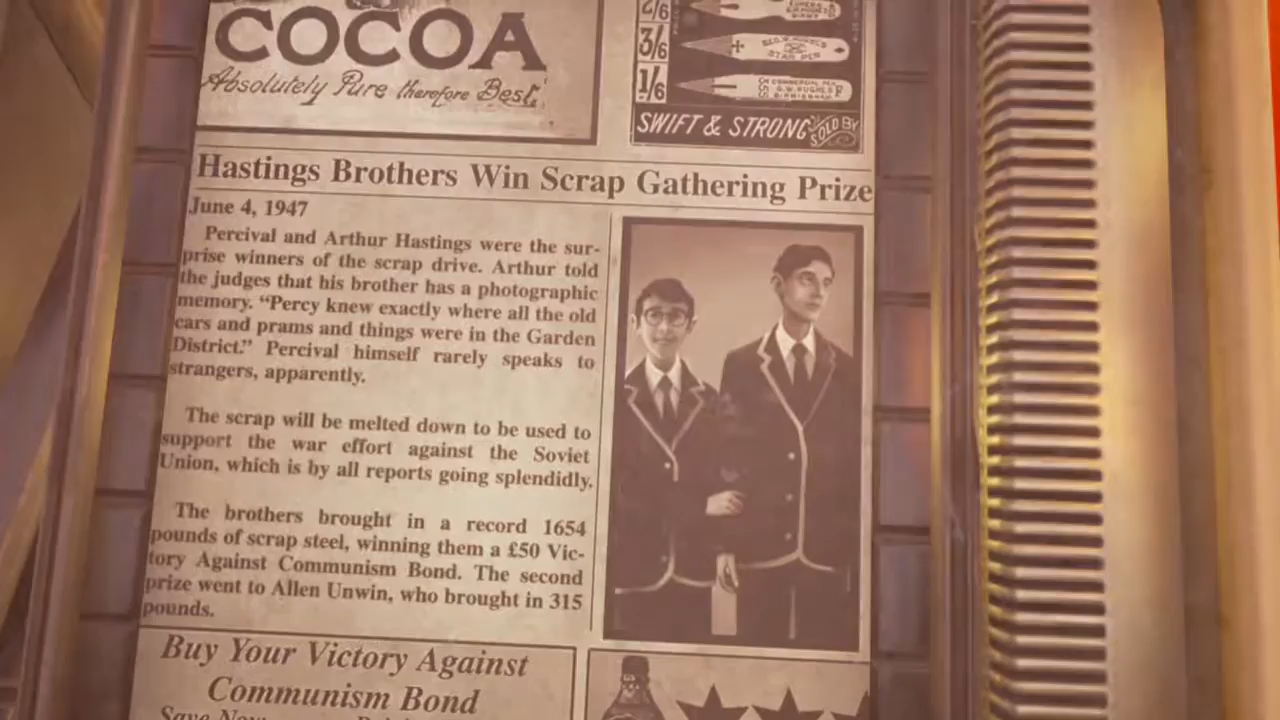 COCOA
Absolutely Pure therefore Best.
2/6
3/6
1/6
STAR PEN
SWIFT & STRONG
SOLD BY
Hastings Brothers Win Scrap Gathering Prize
June 4, 1947
Percival and Arthur Hastings were the sur-
prise winners of the scrap drive. Arthur told
the judges that his brother has a photographic
memory. “Percy knew exactly where all the old
cars and prams and things were in the Garden
District.” Percival himself rarely speaks to
strangers, apparently.
The scrap will be melted down to be used to
support the war effort against the Soviet
Union, which is by all reports going splendidly.
The brothers brought in a record 1654
pounds of scrap steel, winning them a £50 Vic-
tory Against Communism Bond. The second
prize went to Allen Unwin, who brought in 315
pounds.
Buy Your Victory Against
Communism Bond